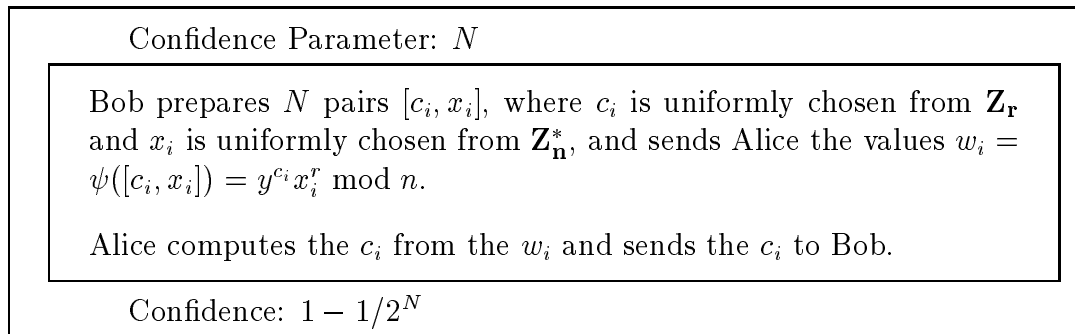 Confidence Parameter: N
Bob prepares N pairs [c_i, x_i], where c_i is uniformly chosen from Z_r
and x_i is uniformly chosen from Z_n^*, and sends Alice the values w_i =
ψ([c_i, x_i]) = y^{c_i} x_i^r mod n.
Alice computes the c_i from the w_i and sends the c_i to Bob.
Confidence: 1 − 1/2^N